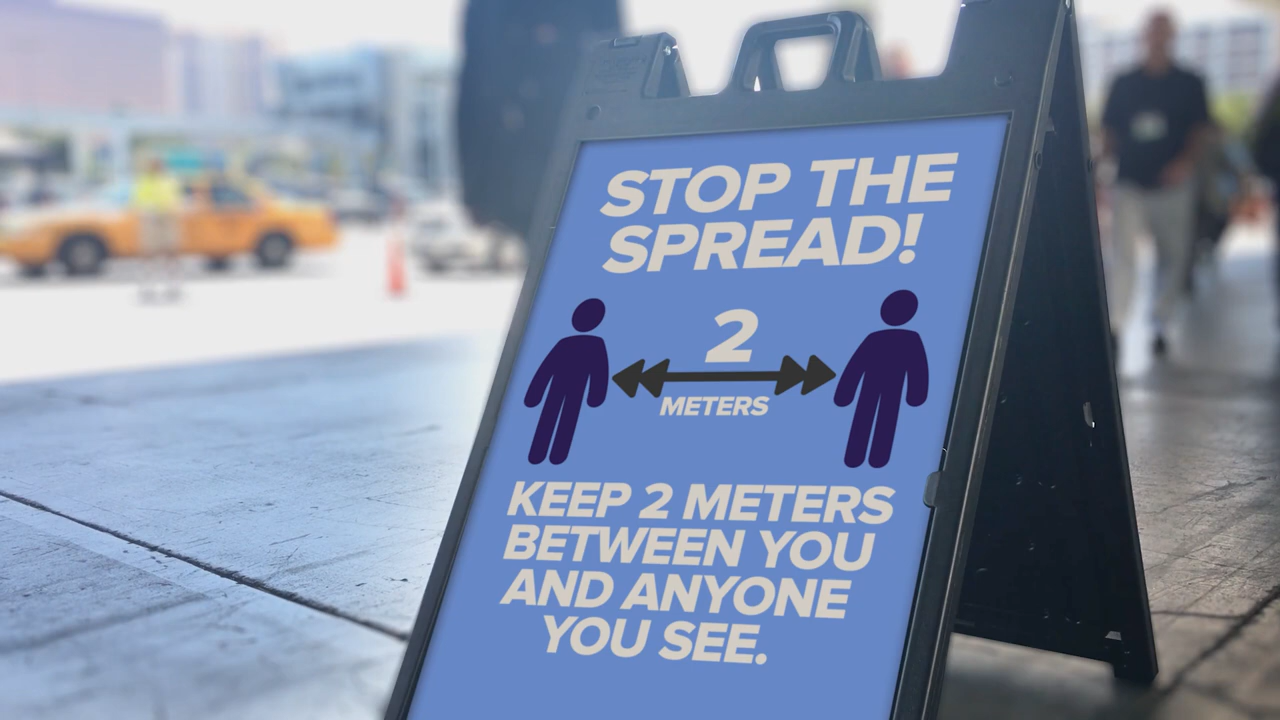 STOP THE
SPREAD!
2
METERS
KEEP 2 METERS
BETWEEN YOU
AND ANYONE
YOU SEE.